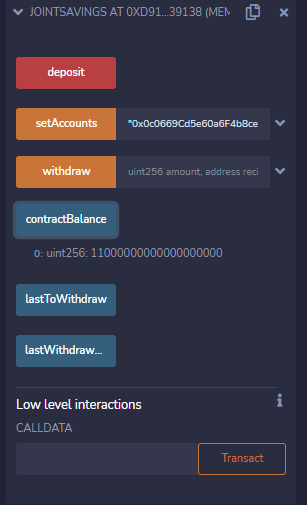 JOINTSAVINGS AT 0XD91...39138 (MEM
deposit
setAccounts "0x0c0669Cd5e60a6F4b8ce
withdraw uint256 amount, address reci
contractBalance
0: uint256: 11000000000000000000
lastToWithdraw
lastWithdraw...
Low level interactions
i
CALLDATA
Transact